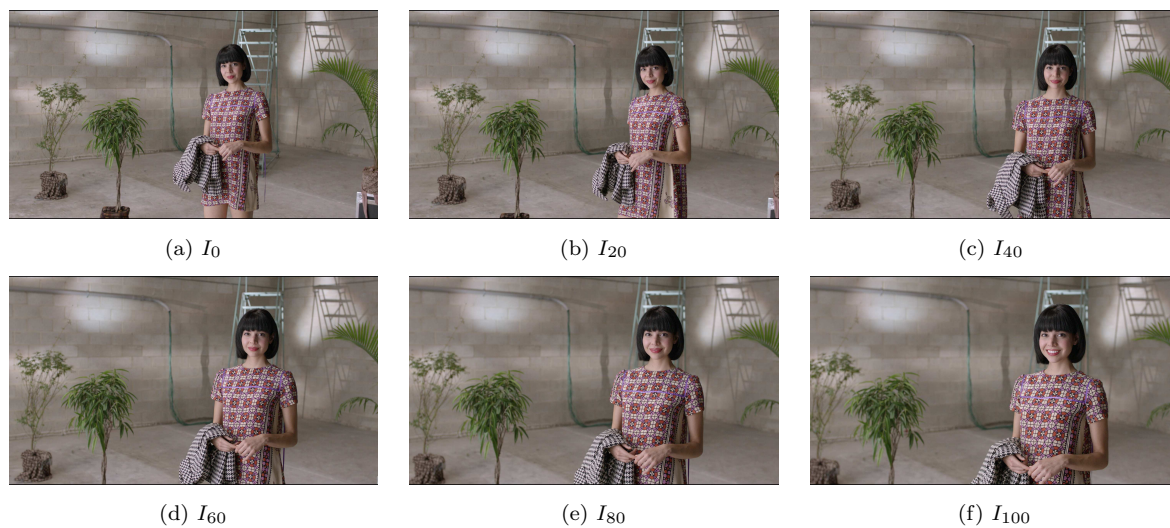 (a) I₀
(b) I₂₀
(c) I₄₀
(d) I₆₀
(e) I₈₀
(f) I₁₀₀